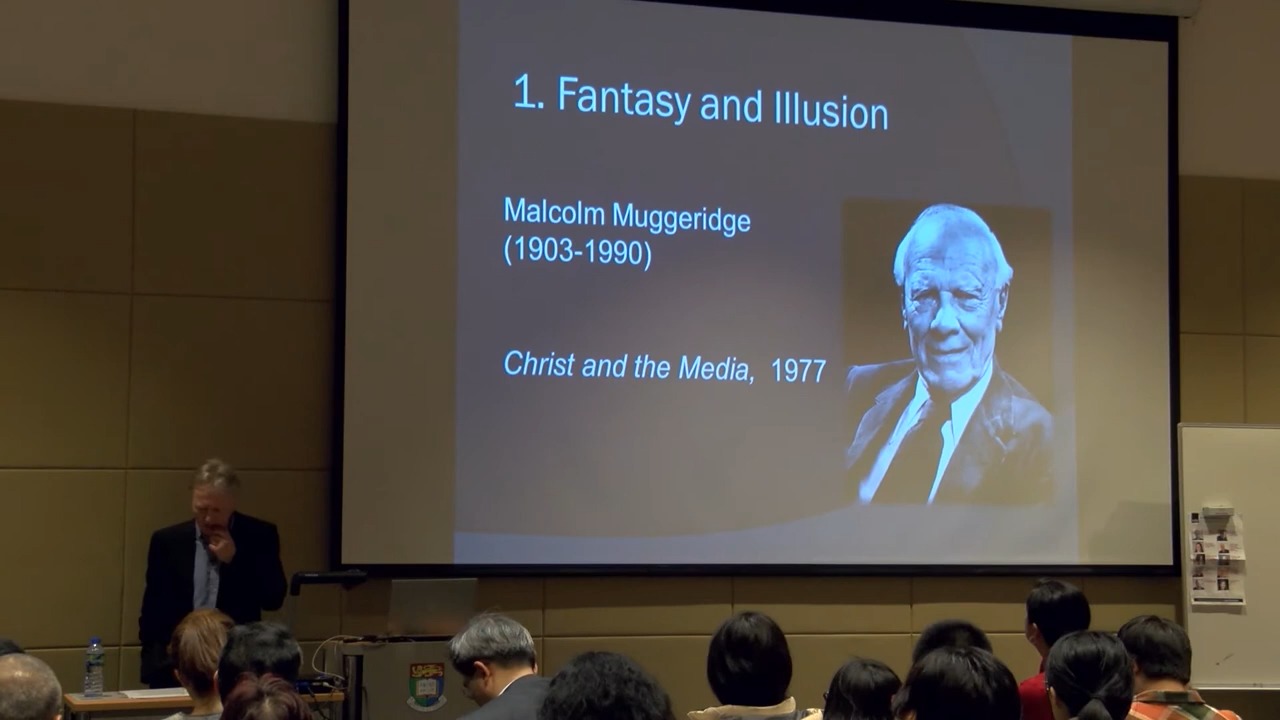 1. Fantasy and Illusion
Malcolm Muggeridge
(1903-1990)
Christ and the Media, 1977